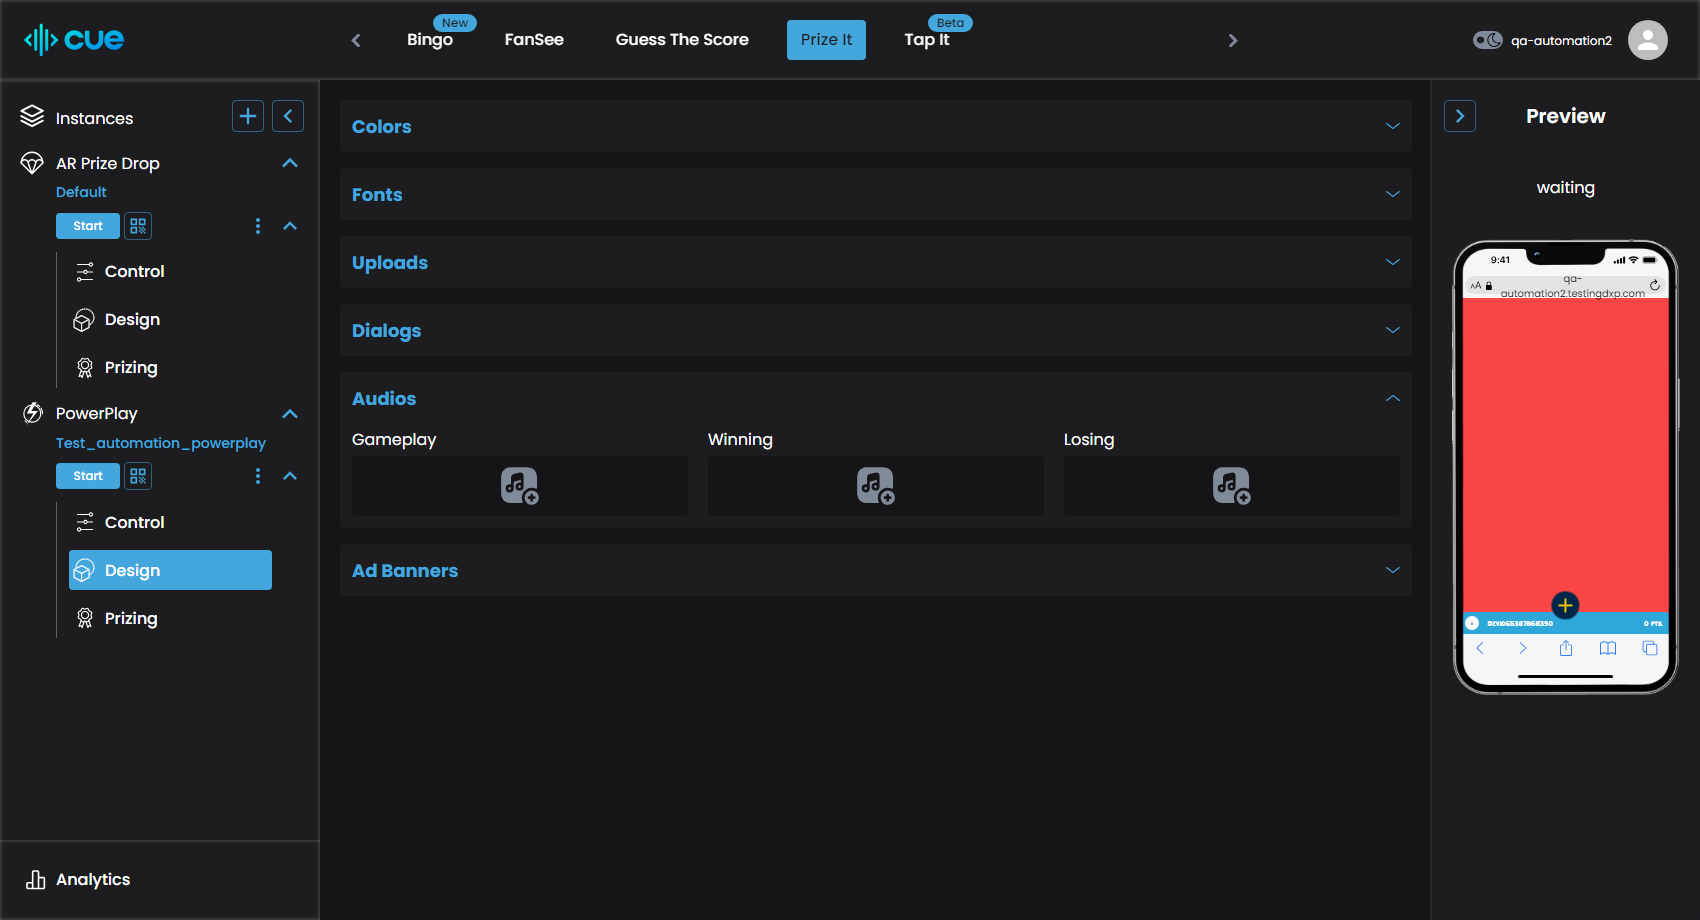 cue
New
Bingo
FanSee
Guess The Score
Prize It
Beta
Tap It
qa-automation2
Instances
AR Prize Drop
Default
Start
Control
Design
Prizing
PowerPlay
Test_automation_powerplay
Start
Control
Design
Prizing
Analytics
Colors
Fonts
Uploads
Dialogs
Audios
Gameplay
Winning
Losing
Ad Banners
Preview
waiting
9:41
AA
qa-
automation2.testingdxp.com
0 PTS.